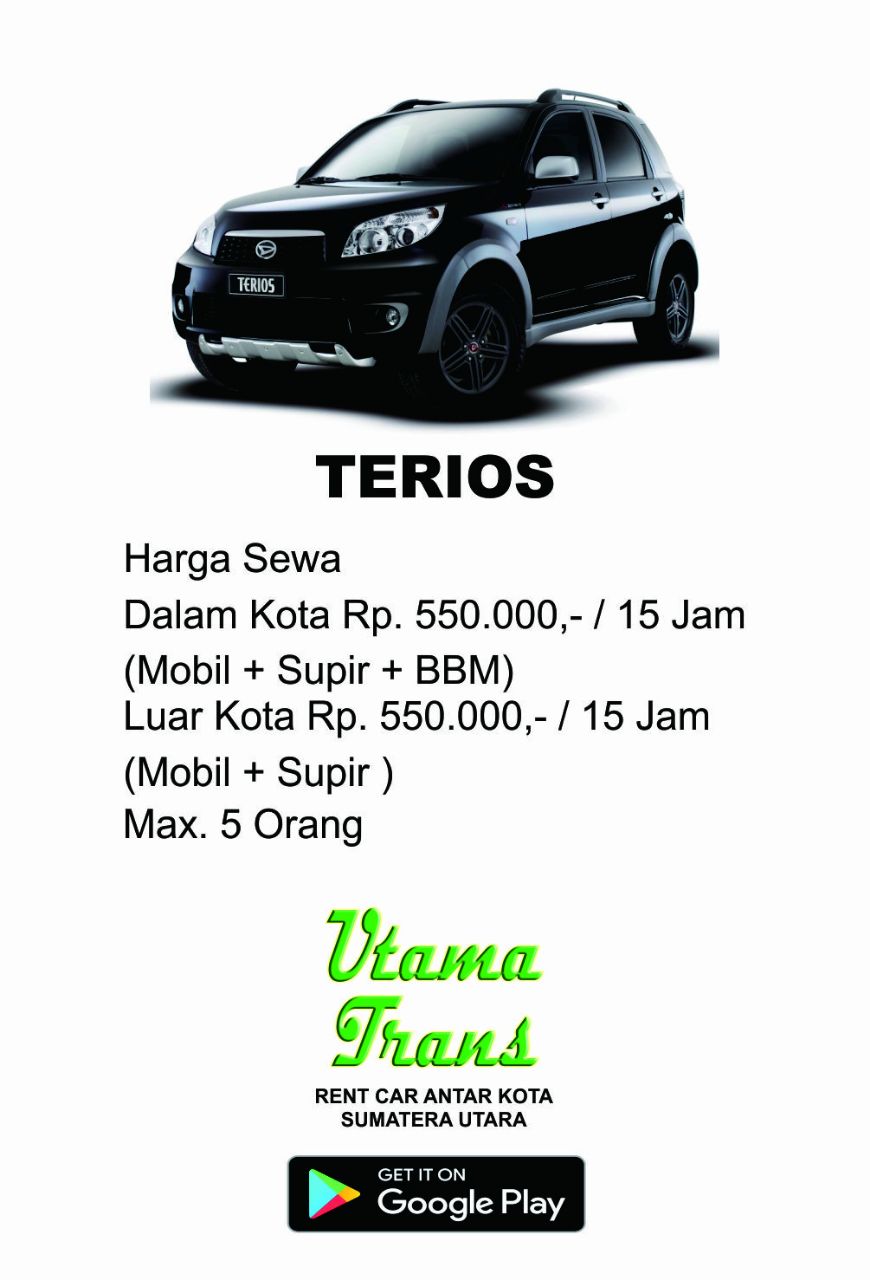 TERIOS
TERIOS
Harga Sewa
Dalam Kota Rp. 550.000,- / 15 Jam
(Mobil + Supir + BBM)
Luar Kota Rp. 550.000,- / 15 Jam
(Mobil + Supir )
Max. 5 Orang
Utama
Trans
RENT CAR ANTAR KOTA
SUMATERA UTARA
GET IT ON
Google Play